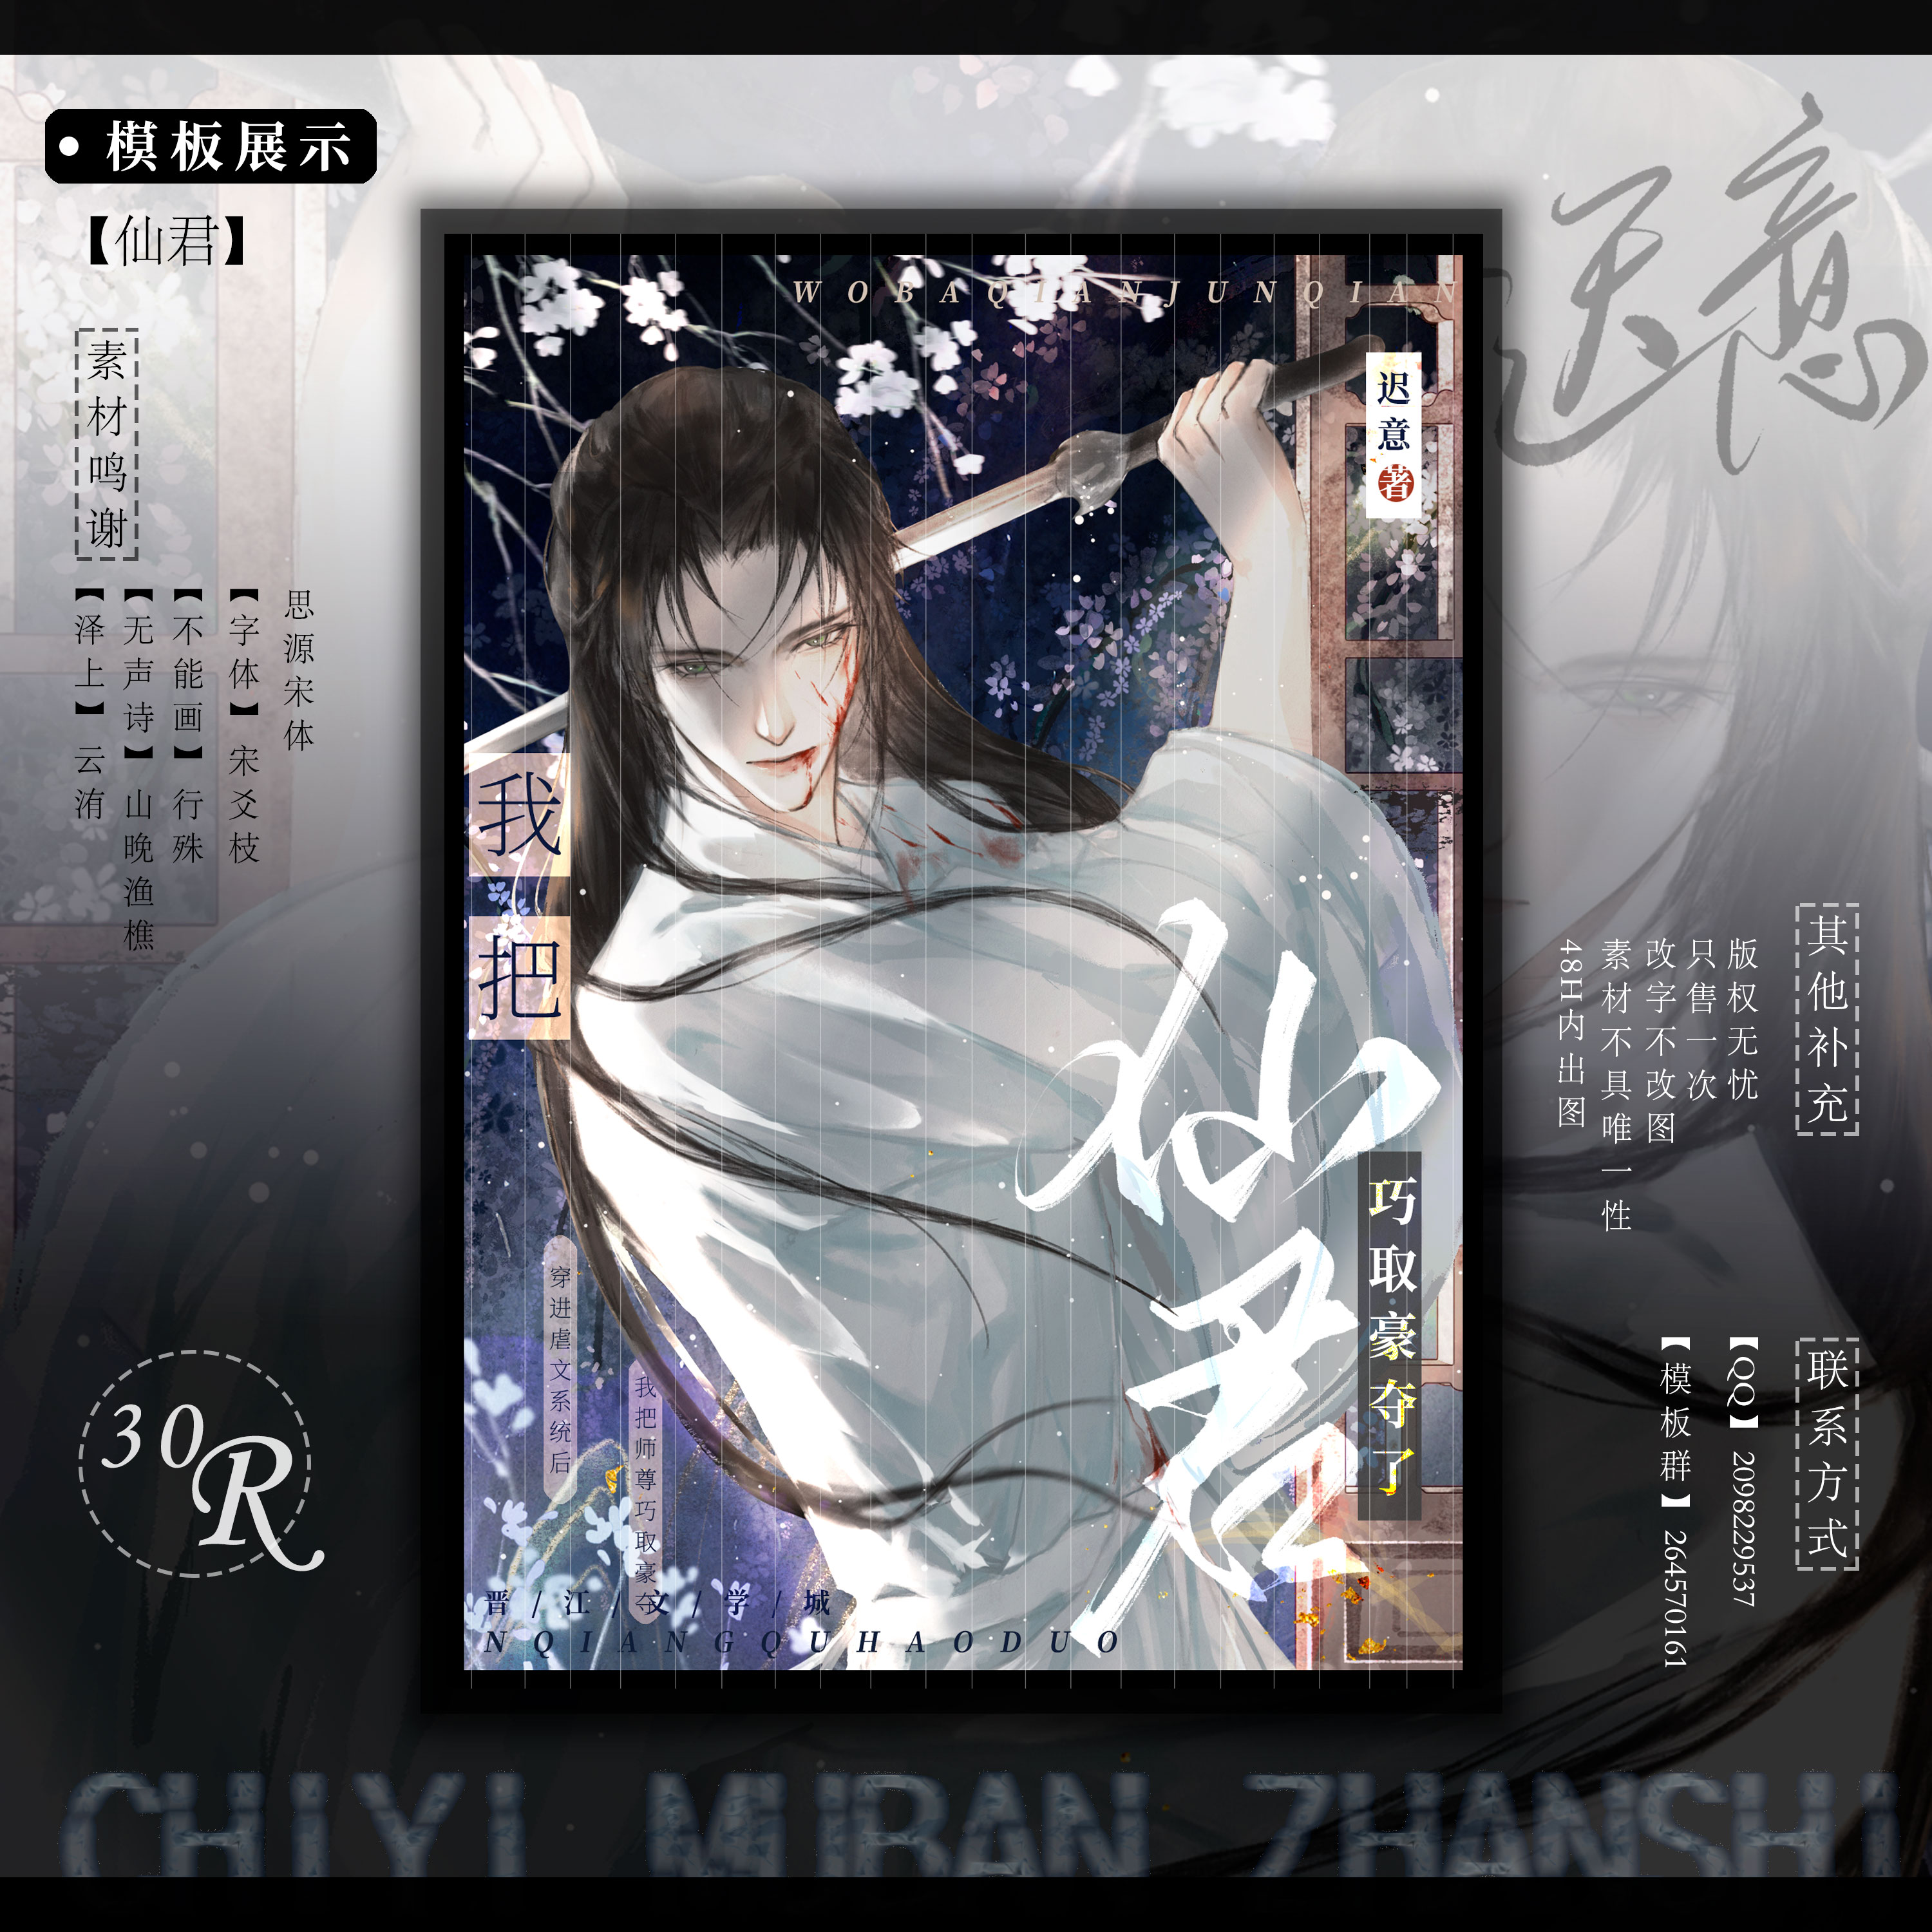 • 模板展示
【仙君】
素材鸣谢
思源宋体
【字体】宋爻枝
【不能画】行殊
【无声诗】山晚渔樵
【泽上】云洧
30R
迟意
WOBAQIANJUNQIAN
迟意著
我把
仙君
巧取豪夺了
穿进虐文系统后
我把师尊巧取豪夺
晋/江/文/学/城
NQIANGQUHAODUO
其他补充
版权无忧
只售一次
改字不改图
素材不具唯一性
48H内出图
联系方式
【QQ】2098229537
【模板群】264570161
CHIYI MUBAN ZHANSHI